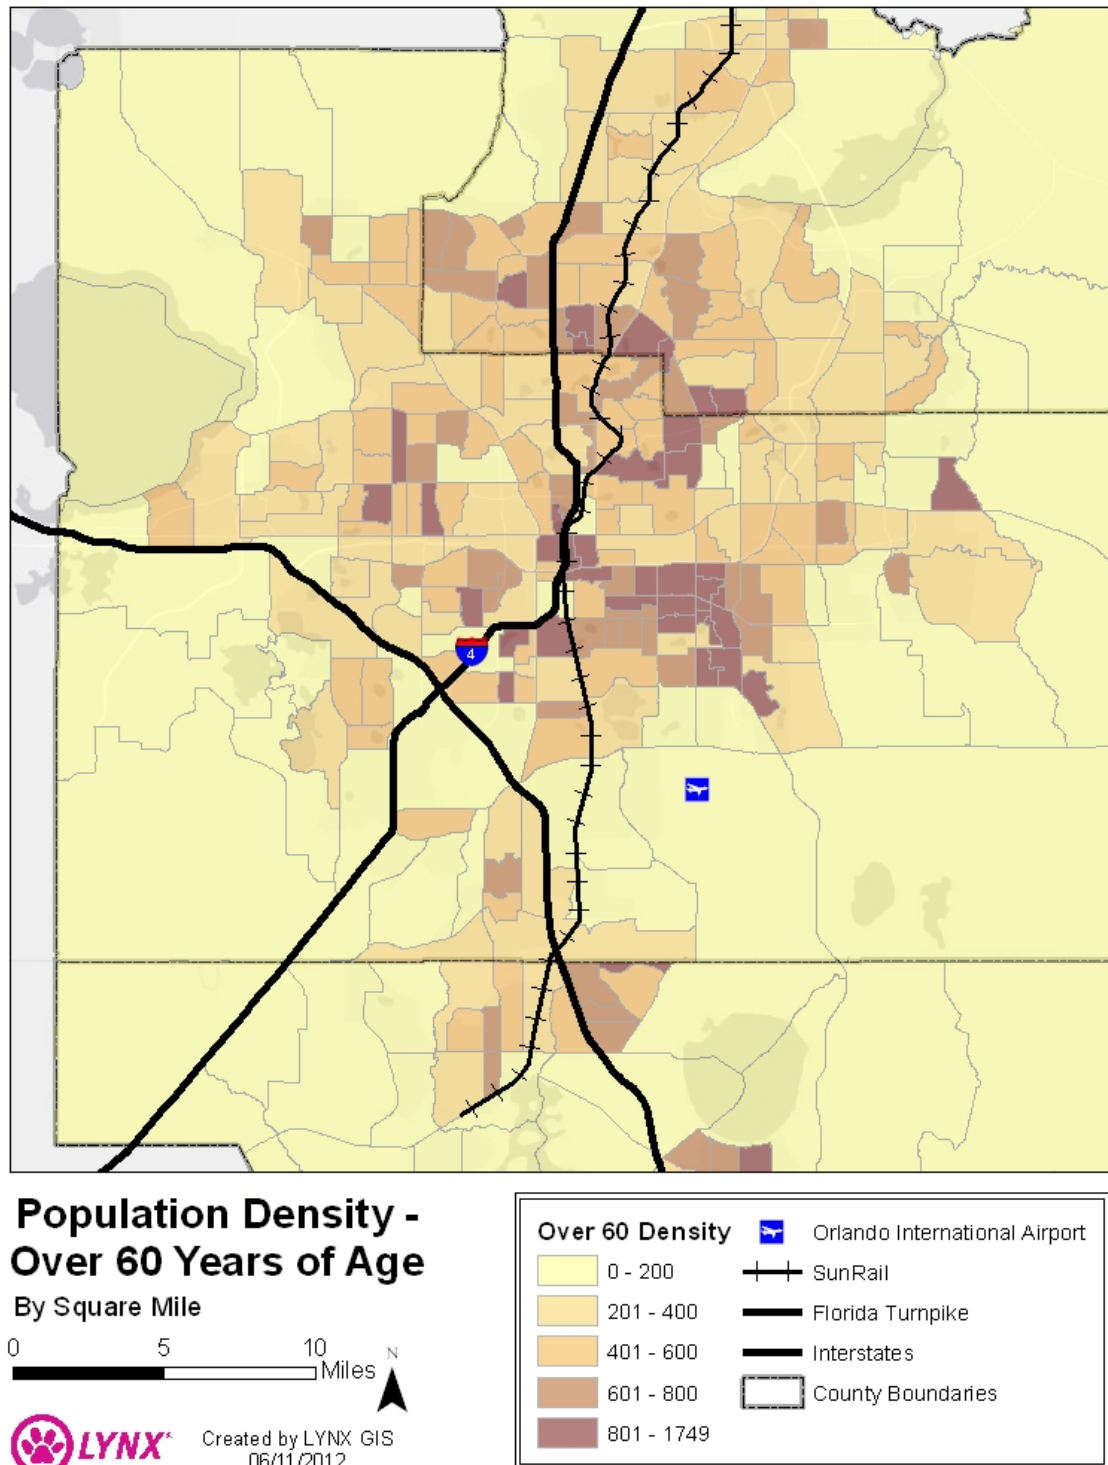 4
Population Density -
Over 60 Years of Age
By Square Mile
0 5 10
Miles
N
LYNX
Created by LYNX GIS
06/11/2012
Over 60 Density
0 - 200
201 - 400
401 - 600
601 - 800
801 - 1749
Orlando International Airport
SunRail
Florida Turnpike
Interstates
County Boundaries